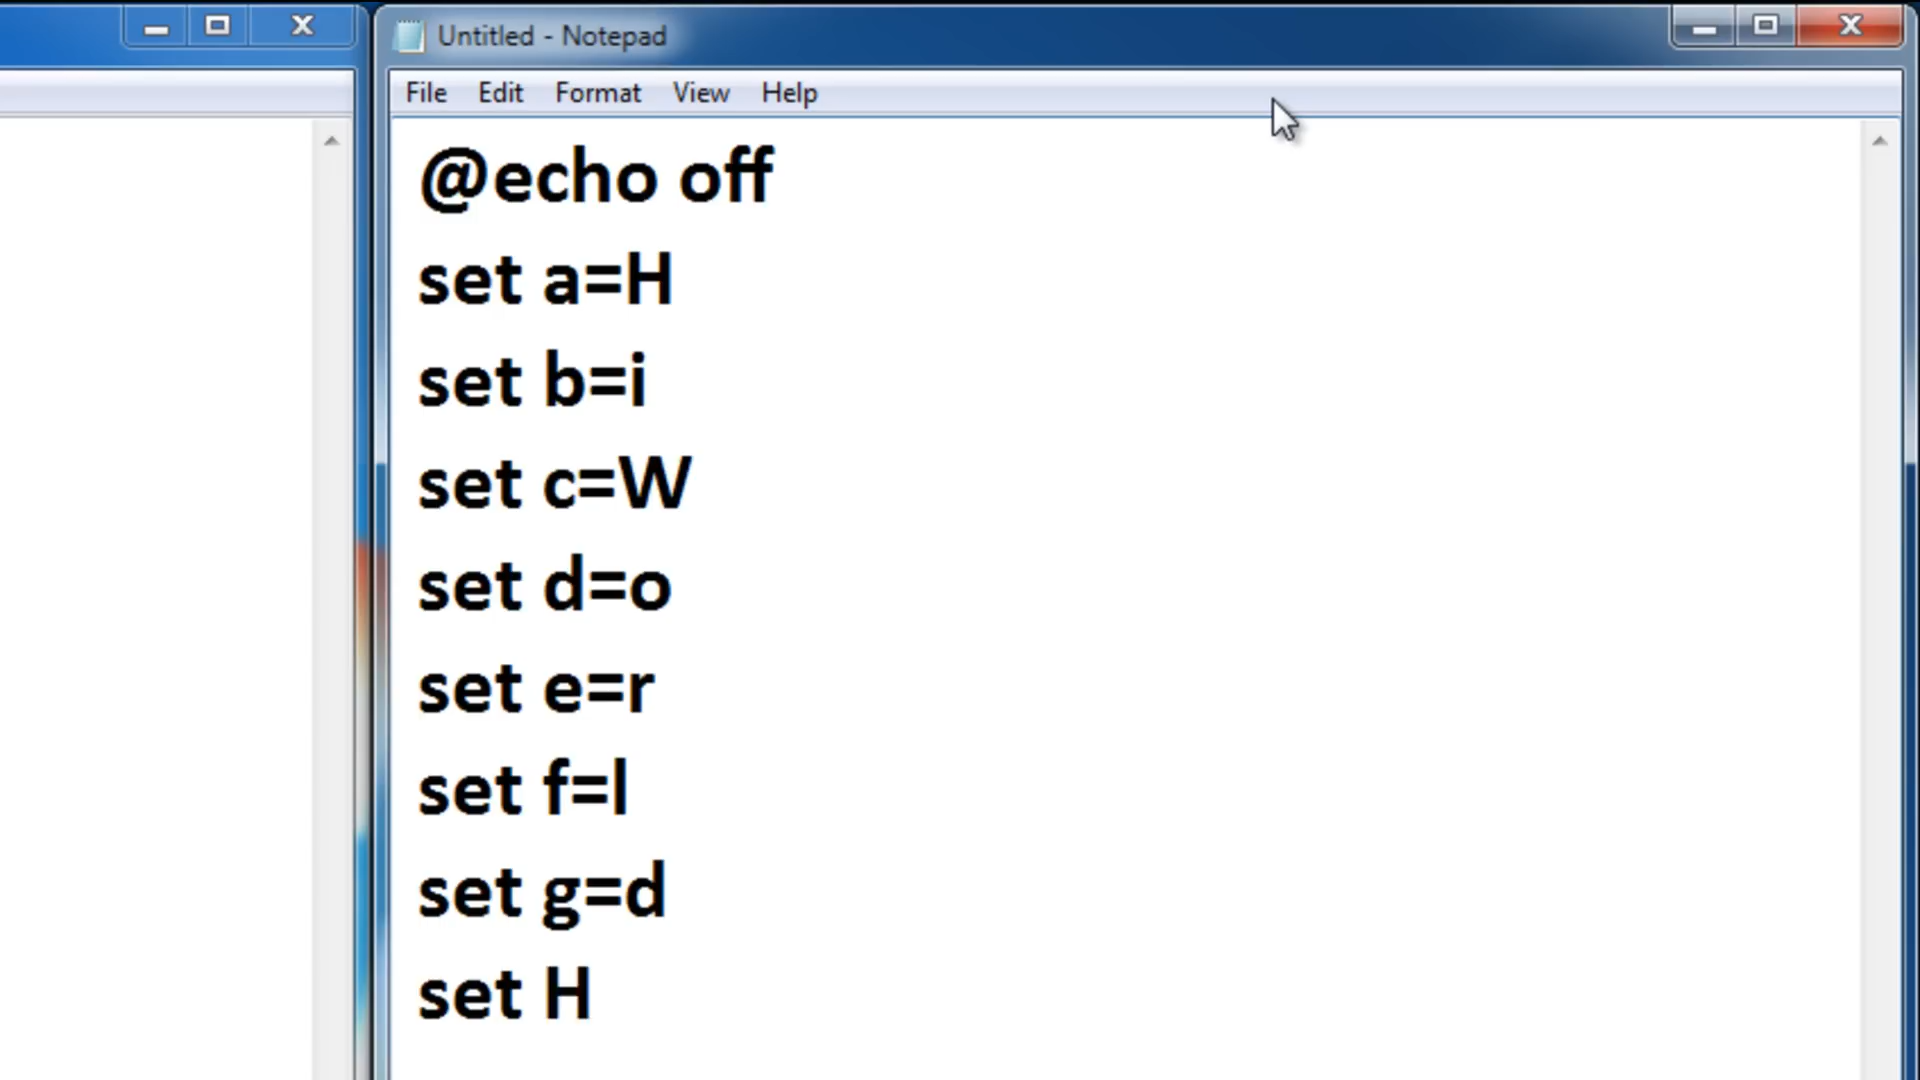 Untitled - Notepad
File Edit Format View Help
@echo off
set a=H
set b=i
set c=W
set d=o
set e=r
set f=l
set g=d
set H